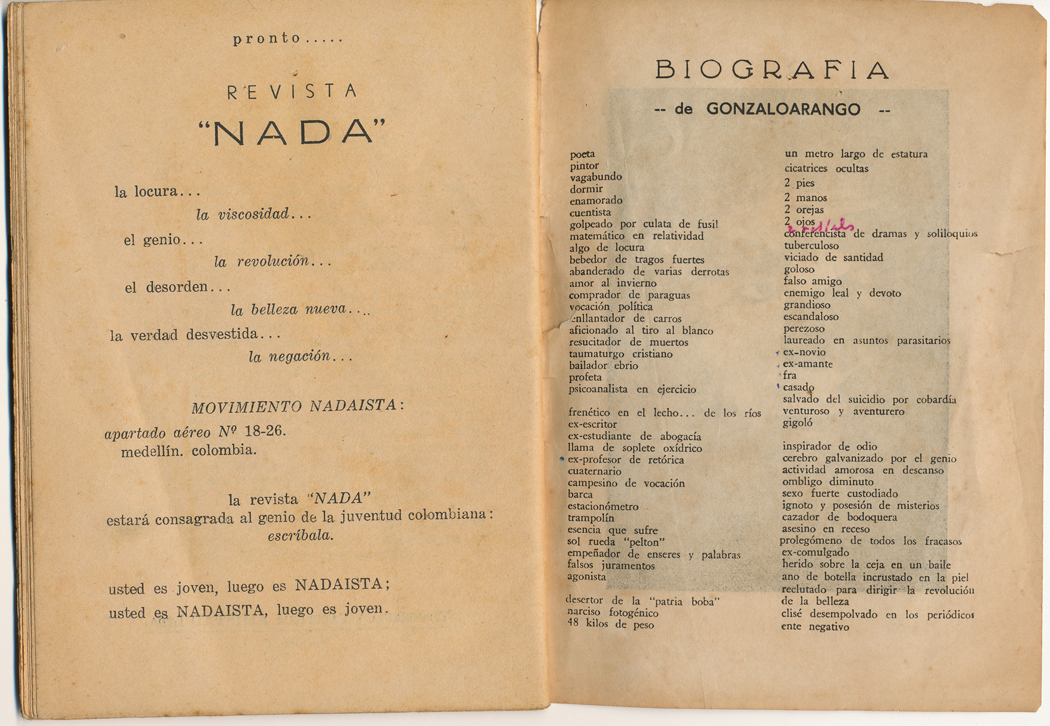 pronto.....
REVISTA
"NADA"
la locura...
la viscosidad...
el genio...
la revolución...
el desorden...
la belleza nueva....
la verdad desvestida...
la negación...
MOVIMIENTO NADAISTA:
apartado aéreo Nº 18-26.
medellín. colombia.
la revista "NADA"
estará consagrada al genio de la juventud colombiana:
escríbala.
usted es joven, luego es NADAISTA;
usted es NADAISTA, luego es joven.
BIOGRAFIA
-- de GONZALOARANGO --
poeta
pintor
vagabundo
dormir
enamorado
cuentista
golpeado por culata de fusil
matemático en relatividad
algo de locura
bebedor de tragos fuertes
abanderado de varias derrotas
amor al invierno
comprador de paraguas
vocación política
enllantador de carros
aficionado al tiro al blanco
resucitador de muertos
taumaturgo cristiano
bailador ebrio
profeta
psicoanalista en ejercicio
frenético en el lecho... de los ríos
ex-escritor
ex-estudiante de abogacía
llama de soplete oxídrico
ex-profesor de retórica
cuaternario
campesino de vocación
barca
estacionómetro
trampolín
esencia que sufre
sol rueda "pelton"
empeñador de enseres y palabras
falsos juramentos
agonista
desertor de la "patria boba"
narciso fotogénico
48 kilos de peso
un metro largo de estatura
cicatrices ocultas
2 pies
2 manos
2 orejas
2 ojos
conferencista de dramas y soliloquios
tuberculoso
viciado de santidad
goloso
falso amigo
enemigo leal y devoto
grandioso
escandaloso
perezoso
laureado en asuntos parasitarios
ex-novio
ex-amante
fra
casado
salvado del suicidio por cobardía
venturoso y aventurero
gigoló
inspirador de odio
cerebro galvanizado por el genio
actividad amorosa en descanso
ombligo diminuto
sexo fuerte custodiado
ignoto y posesión de misterios
cazador de bodoquera
asesino en receso
prolegómeno de todos los fracasos
ex-comulgado
herido sobre la ceja en un baile
ano de botella incrustado en la piel
reclutado para dirigir la revolución
de la belleza
clisé desempolvado en los periódicos
ente negativo